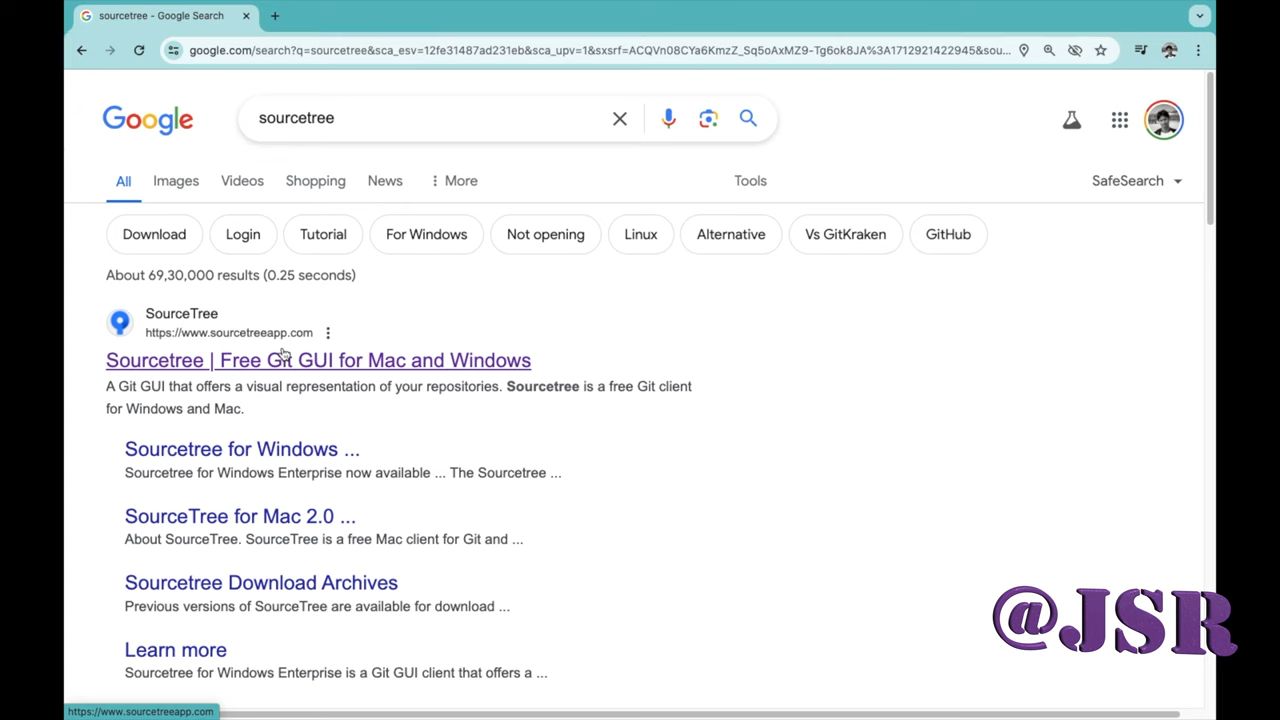 sourcetree - Google Search
google.com/search?q=sourcetree&sca_esv=12fe31487ad231eb&sca_upv=1&sxsrf=ACQVn08CYa6KmzZ_Sq5oAxMZ9-Tg6ok8JA%3A1712921422945&sou...
Google
sourcetree
All Images Videos Shopping News More Tools SafeSearch
Download Login Tutorial For Windows Not opening Linux Alternative Vs GitKraken GitHub
About 69,30,000 results (0.25 seconds)
SourceTree
https://www.sourcetreeapp.com
Sourcetree | Free Git GUI for Mac and Windows
A Git GUI that offers a visual representation of your repositories. Sourcetree is a free Git client
for Windows and Mac.
Sourcetree for Windows ...
Sourcetree for Windows Enterprise now available ... The Sourcetree ...
SourceTree for Mac 2.0 ...
About SourceTree. SourceTree is a free Mac client for Git and ...
Sourcetree Download Archives
Previous versions of SourceTree are available for download ...
@JSR
Learn more
Sourcetree for Windows Enterprise is a Git GUI client that offers a ...
https://www.sourcetreeapp.com